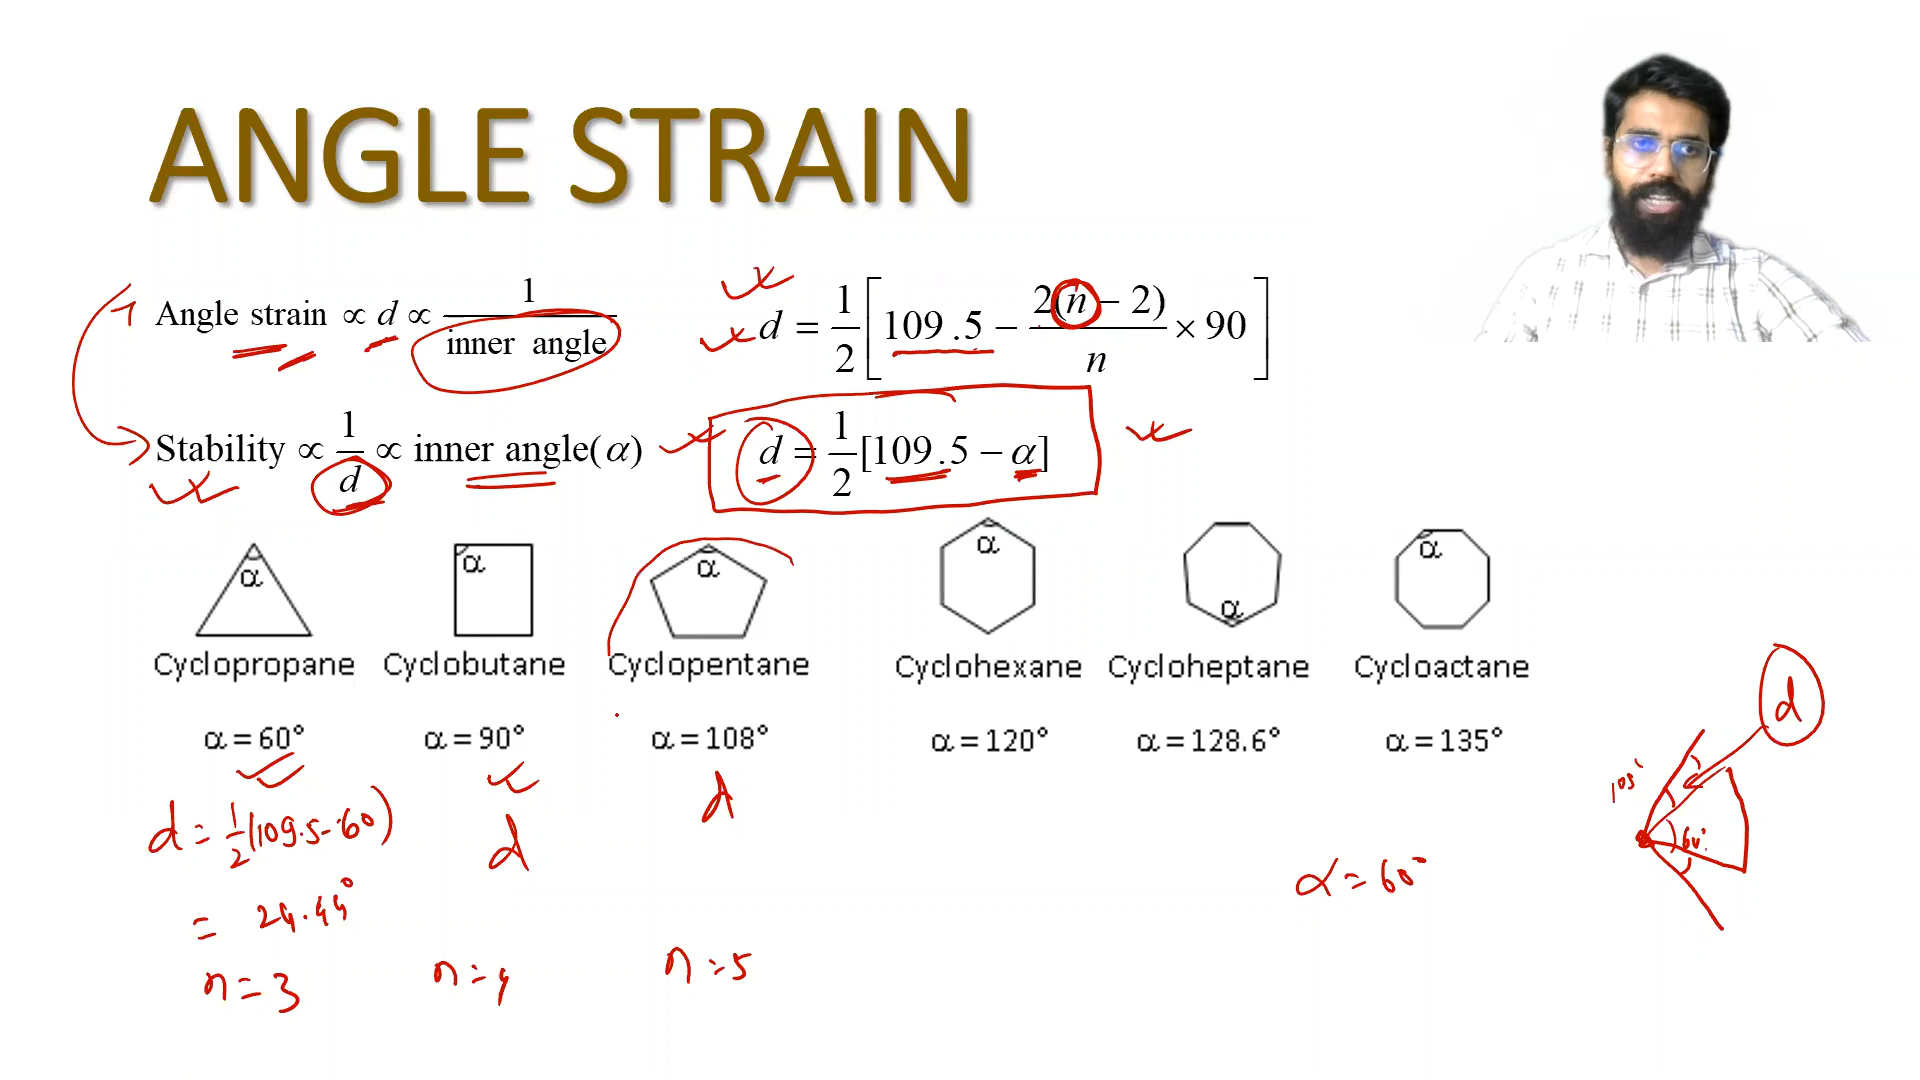 ANGLE STRAIN
Angle strain ∝ d ∝ 1/inner angle
d = 1/2 [109.5 − 2(n − 2)/n × 90]
Stability ∝ 1/d ∝ inner angle(α)
d = 1/2 [109.5 − α]
α α α α α α
Cyclopropane Cyclobutane Cyclopentane Cyclohexane Cycloheptane Cycloactane
α = 60° α = 90° α = 108° α = 120° α = 128.6° α = 135°
d = 1/2 (109.5 - 60) d d
= 24.44°
n = 3 n = 4 n = 5
α = 60°
d
60°